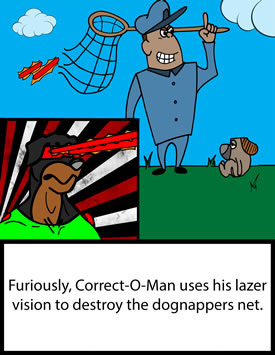 Furiously, Correct-O-Man uses his lazer
vision to destroy the dognappers net.